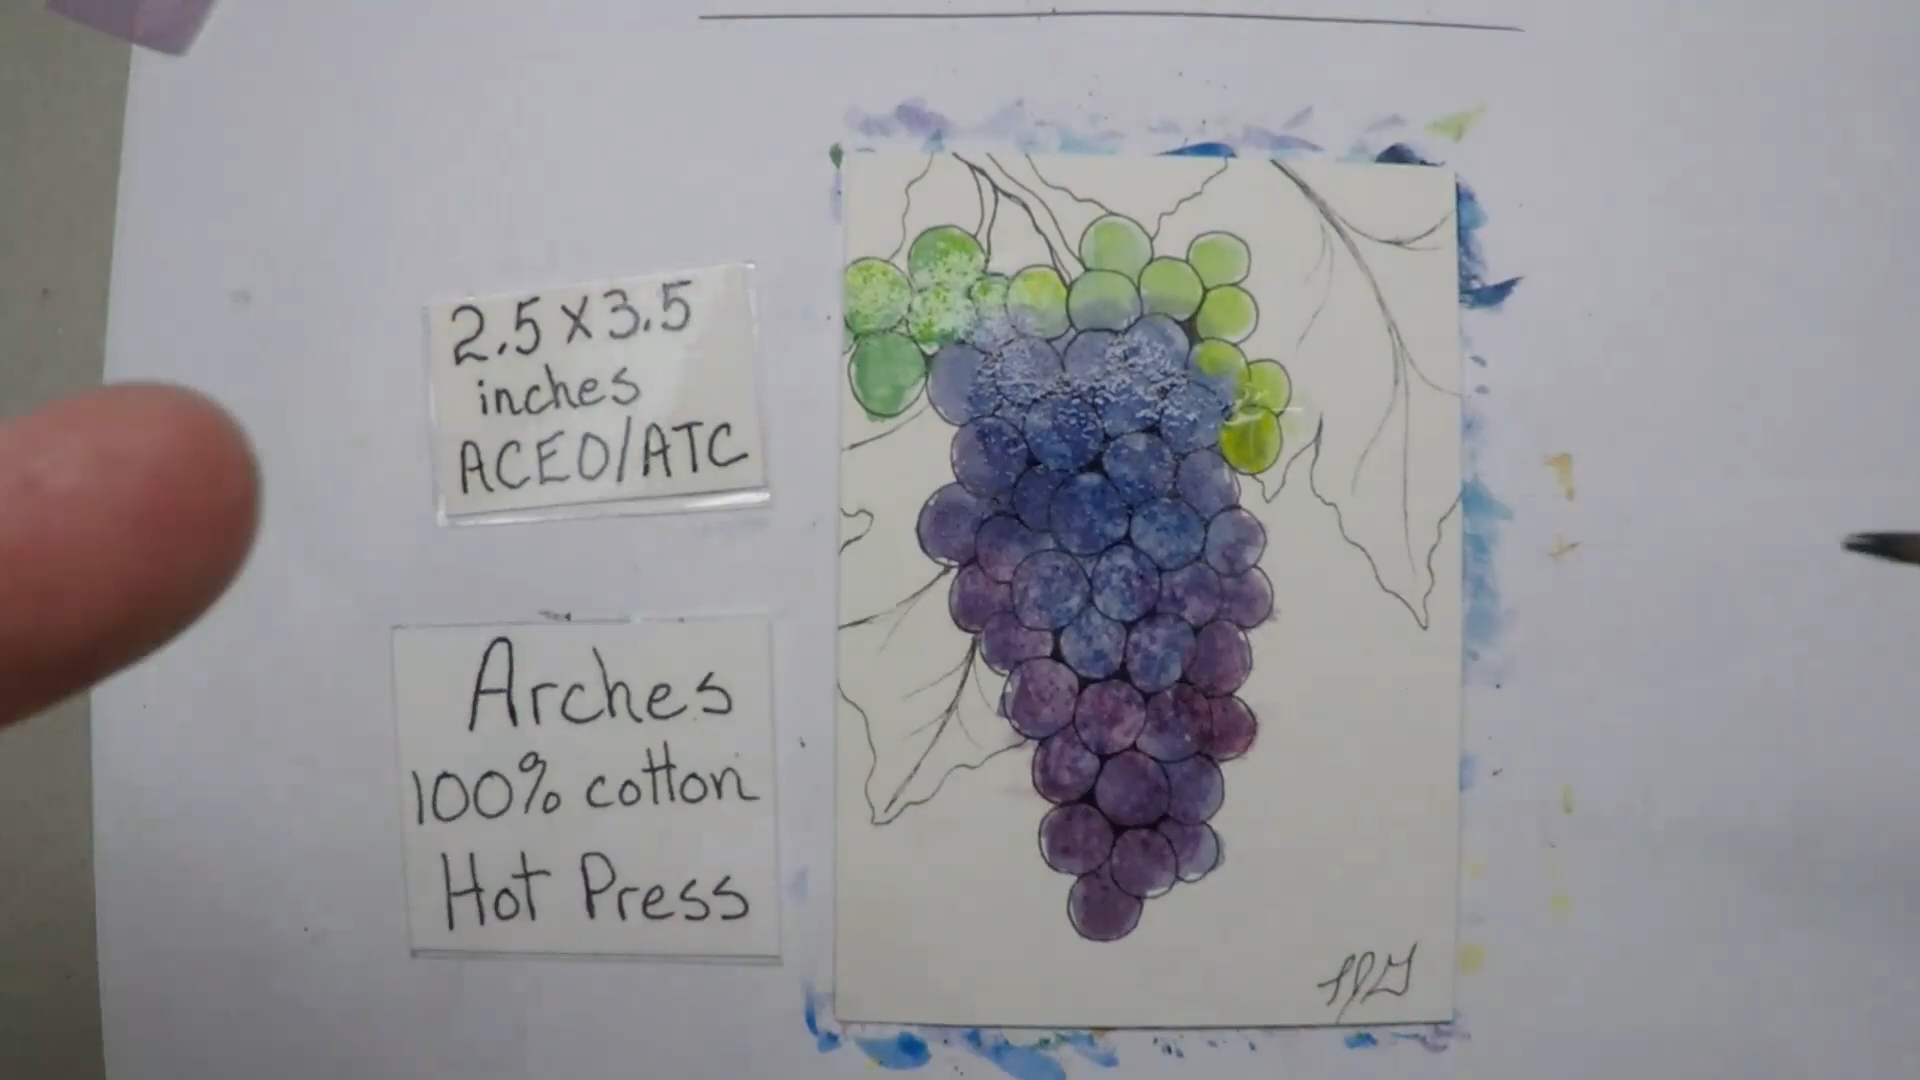 2.5 X 3.5
inches
ACEO/ATC
Arches
100% cotton
Hot Press